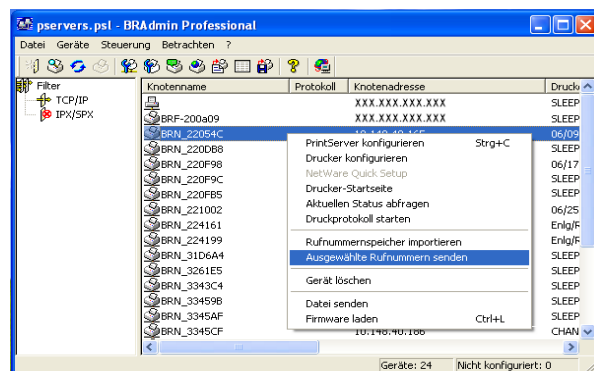 pservers.psl - BRAdmin Professional
Datei Geräte Steuerung Betrachten ?
Filter
TCP/IP
IPX/SPX
Knotenname Protokoll Knotenadresse Druck
XXX.XXX.XXX.XXX SLEEP
BRF-200a09 XXX.XXX.XXX.XXX SLEEP
BRN_22054C 06/09
BRN_220DB8 SLEEP
BRN_220F98 06/17
BRN_220F9C SLEEP
BRN_220FB5 SLEEP
BRN_221002 06/25
BRN_224161 Enlg/F
BRN_224199 Enlg/F
BRN_31D6A4 SLEEP
BRN_3261E5 SLEEP
BRN_3343C4 SLEEP
BRN_33459B SLEEP
BRN_3345AF SLEEP
BRN_3345CF CHAN
PrintServer konfigurieren Strg+C
Drucker konfigurieren
NetWare Quick Setup
Drucker-Startseite
Aktuellen Status abfragen
Druckprotokoll starten
Rufnummernspeicher importieren
Ausgewählte Rufnummern senden
Gerät löschen
Datei senden
Firmware laden Ctrl+L
Geräte: 24 Nicht konfiguriert: 0